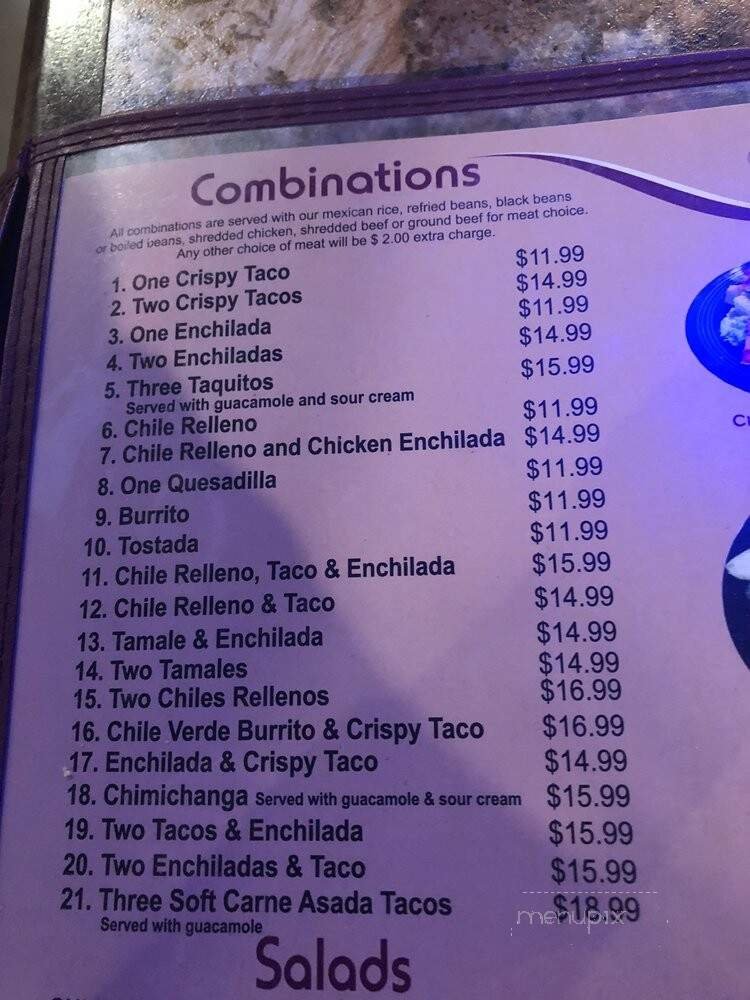 Combinations
All combinations are served with our mexican rice, refried beans, black beans
or boiled beans, shredded chicken, shredded beef or ground beef for meat choice.
Any other choice of meat will be $ 2.00 extra charge.
1. One Crispy Taco $11.99
2. Two Crispy Tacos $14.99
3. One Enchilada $11.99
4. Two Enchiladas $14.99
5. Three Taquitos $15.99
Served with guacamole and sour cream
6. Chile Relleno $11.99
7. Chile Relleno and Chicken Enchilada $14.99
8. One Quesadilla $11.99
9. Burrito $11.99
10. Tostada $11.99
11. Chile Relleno, Taco & Enchilada $15.99
12. Chile Relleno & Taco $14.99
13. Tamale & Enchilada $14.99
14. Two Tamales $14.99
15. Two Chiles Rellenos $16.99
16. Chile Verde Burrito & Crispy Taco $16.99
17. Enchilada & Crispy Taco $14.99
18. Chimichanga Served with guacamole & sour cream $15.99
19. Two Tacos & Enchilada $15.99
20. Two Enchiladas & Taco $15.99
21. Three Soft Carne Asada Tacos $18.99
Served with guacamole
menupix
Salads